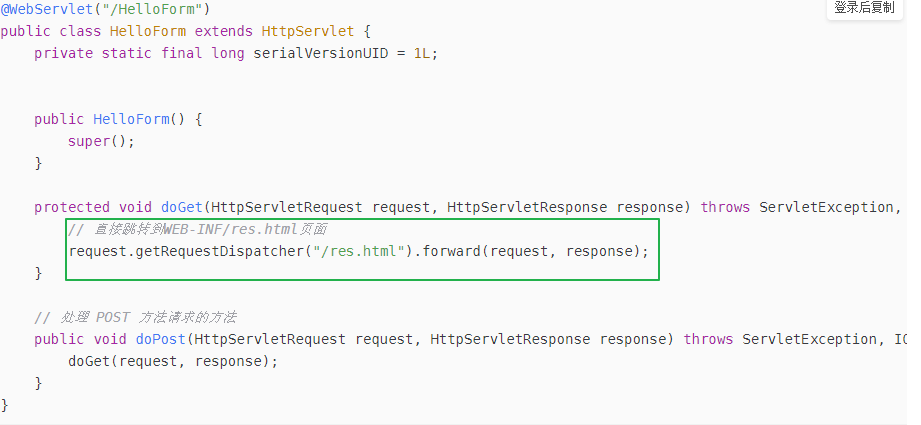 @WebServlet("/HelloForm")
登录后复制
public class HelloForm extends HttpServlet {
private static final long serialVersionUID = 1L;
public HelloForm() {
super();
}
protected void doGet(HttpServletRequest request, HttpServletResponse response) throws ServletException,
// 直接跳转到WEB-INF/res.html页面
request.getRequestDispatcher("/res.html").forward(request, response);
}
// 处理 POST 方法请求的方法
public void doPost(HttpServletRequest request, HttpServletResponse response) throws ServletException, IO
doGet(request, response);
}
}